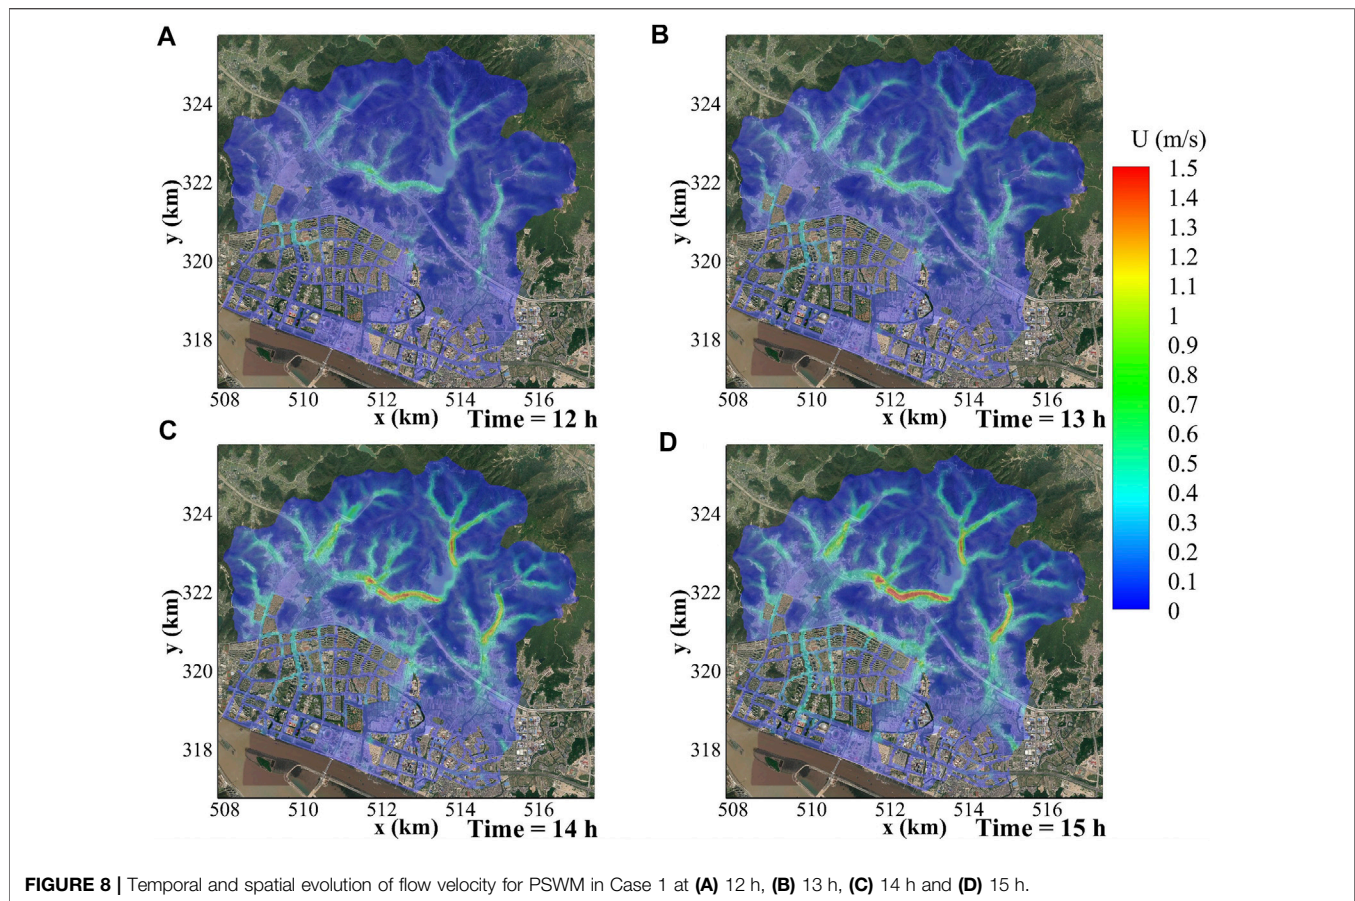 A
324
322
320
318
y (km)
508 510 512 514 516
x (km)
Time = 12 h
B
324
322
320
318
y (km)
508 510 512 514 516
x (km)
Time = 13 h
C
324
322
320
318
y (km)
508 510 512 514 516
x (km)
Time = 14 h
D
324
322
320
318
y (km)
508 510 512 514 516
x (km)
Time = 15 h
U (m/s)
1.5
1.4
1.3
1.2
1.1
1
0.9
0.8
0.7
0.6
0.5
0.4
0.3
0.2
0.1
0
FIGURE 8 | Temporal and spatial evolution of flow velocity for PSWM in Case 1 at (A) 12 h, (B) 13 h, (C) 14 h and (D) 15 h.